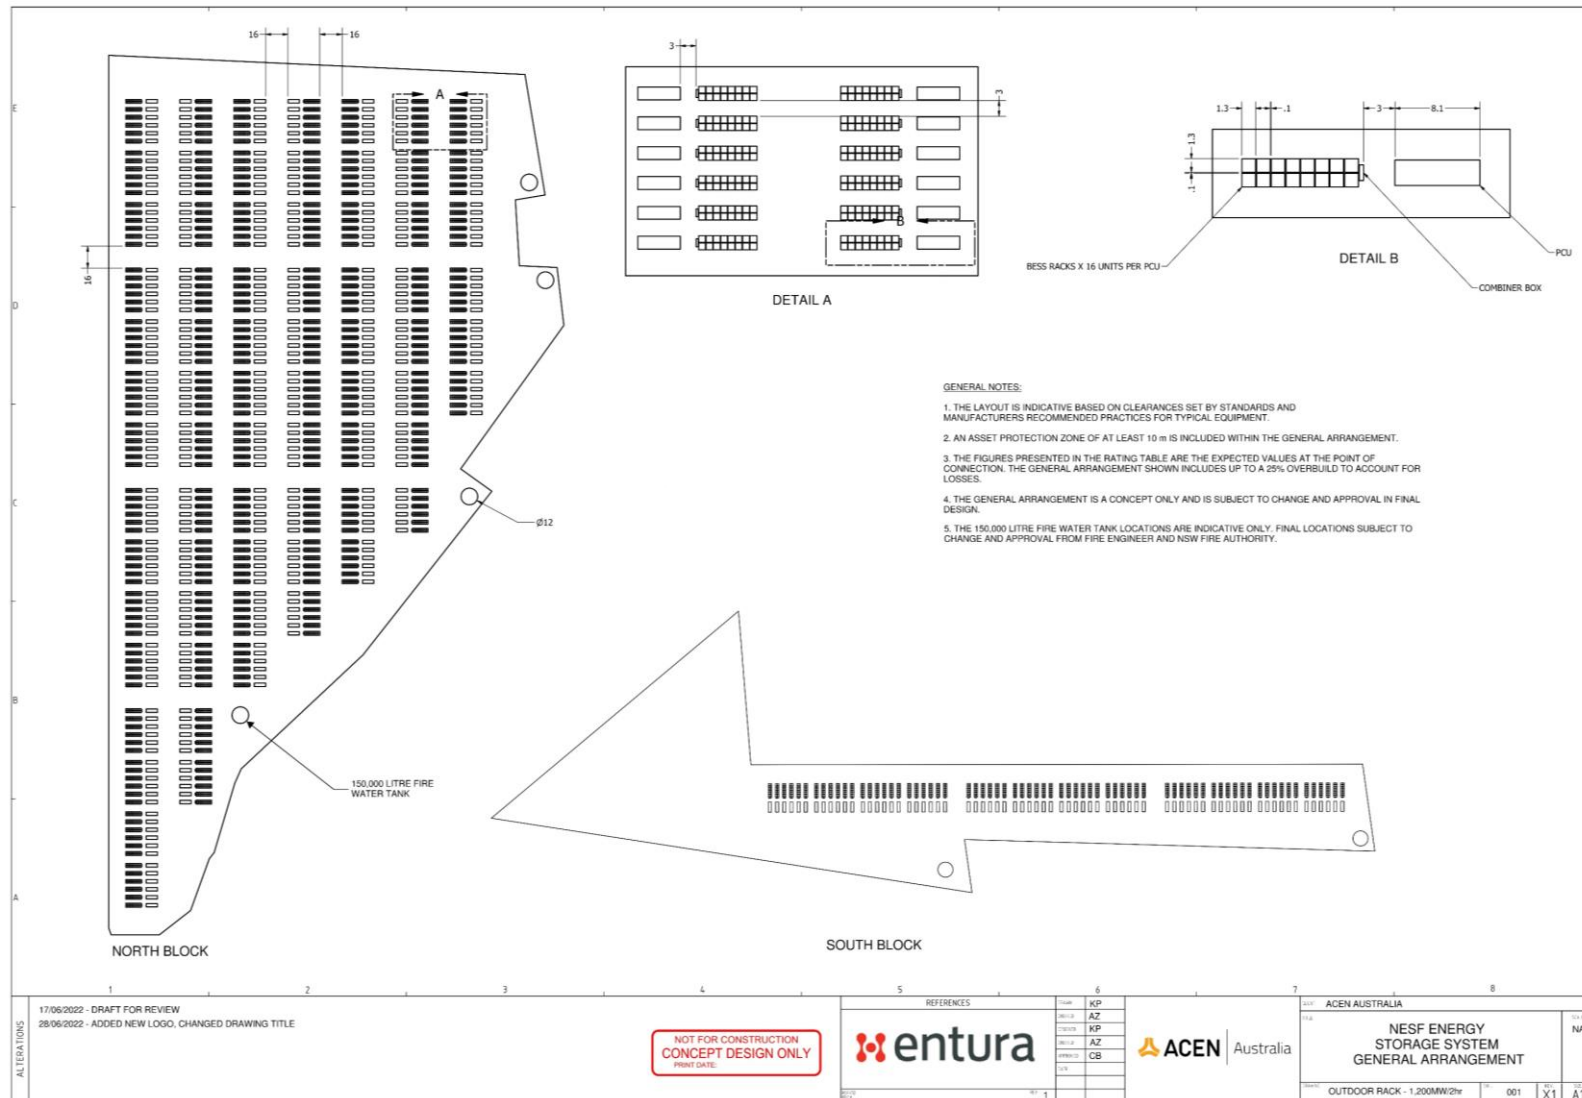 1
2
3
4
5
6
7
8
E
D
C
B
A
16
16
16
A
Ø12
150,000 LITRE FIRE
WATER TANK
NORTH BLOCK
3
3
B
DETAIL A
1.3
.1
3
8.1
1.3
.1
BESS RACKS X 16 UNITS PER PCU
PCU
COMBINER BOX
DETAIL B
GENERAL NOTES:
1. THE LAYOUT IS INDICATIVE BASED ON CLEARANCES SET BY STANDARDS AND
MANUFACTURERS RECOMMENDED PRACTICES FOR TYPICAL EQUIPMENT.
2. AN ASSET PROTECTION ZONE OF AT LEAST 10 m IS INCLUDED WITHIN THE GENERAL ARRANGEMENT.
3. THE FIGURES PRESENTED IN THE RATING TABLE ARE THE EXPECTED VALUES AT THE POINT OF
CONNECTION. THE GENERAL ARRANGEMENT SHOWN INCLUDES UP TO A 25% OVERBUILD TO ACCOUNT FOR
LOSSES.
4. THE GENERAL ARRANGEMENT IS A CONCEPT ONLY AND IS SUBJECT TO CHANGE AND APPROVAL IN FINAL
DESIGN.
5. THE 150,000 LITRE FIRE WATER TANK LOCATIONS ARE INDICATIVE ONLY. FINAL LOCATIONS SUBJECT TO
CHANGE AND APPROVAL FROM FIRE ENGINEER AND NSW FIRE AUTHORITY.
SOUTH BLOCK
ALTERATIONS
17/06/2022 - DRAFT FOR REVIEW
28/06/2022 - ADDED NEW LOGO, CHANGED DRAWING TITLE
NOT FOR CONSTRUCTION
CONCEPT DESIGN ONLY
PRINT DATE:
REFERENCES
entura
1
KP
AZ
KP
AZ
CB
ACEN Australia
ACEN AUSTRALIA
NESF ENERGY
STORAGE SYSTEM
GENERAL ARRANGEMENT
OUTDOOR RACK - 1,200MW/2hr
001
X1